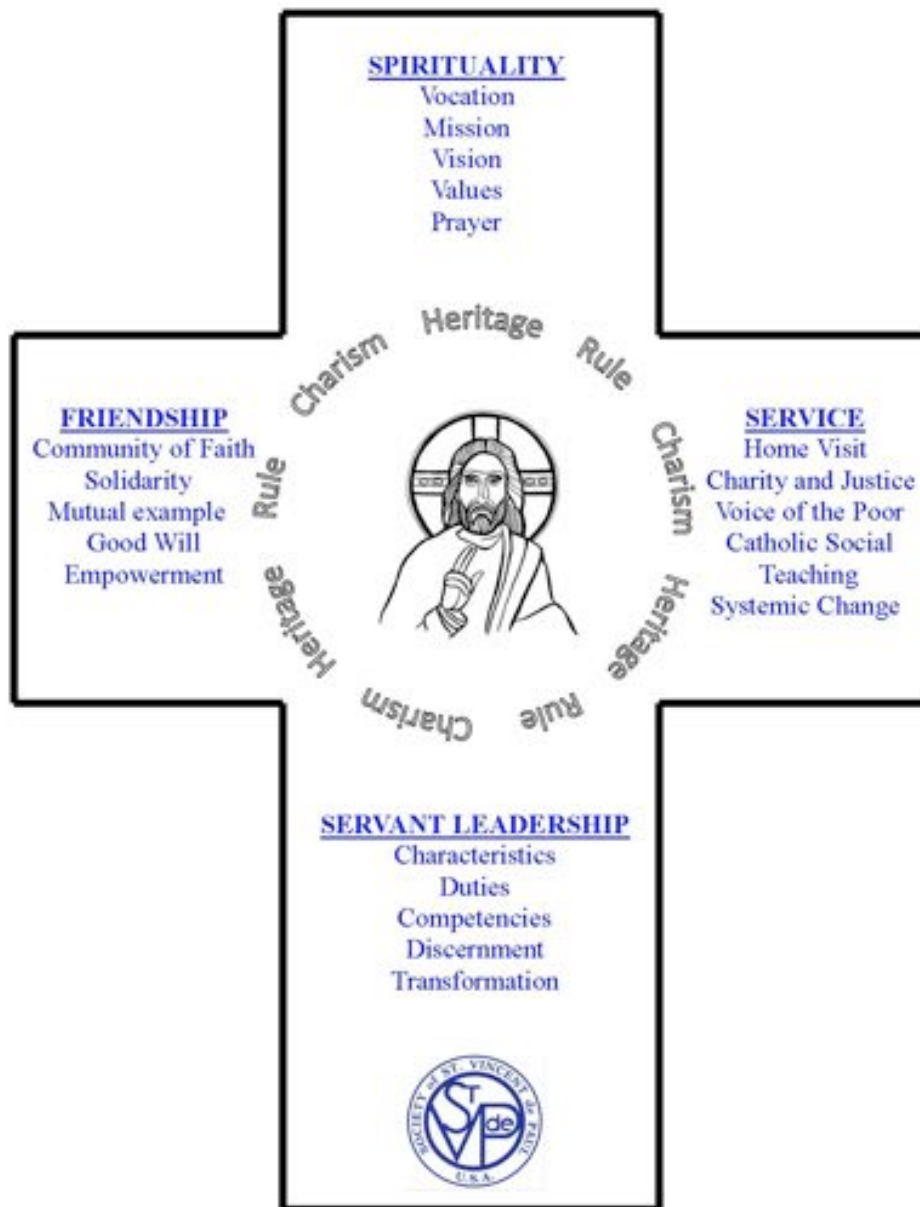 SPIRITUALITY
Vocation
Mission
Vision
Values
Prayer
Heritage
Rule
Charism
Heritage
Rule
Charism
Heritage
Rule
Charism
FRIENDSHIP
Community of Faith
Solidarity
Mutual example
Good Will
Empowerment
SERVICE
Home Visit
Charity and Justice
Voice of the Poor
Catholic Social
Teaching
Systemic Change
SERVANT LEADERSHIP
Characteristics
Duties
Competencies
Discernment
Transformation
SOCIETY of ST. VINCENT de PAUL
U.S.A.
ST
V
P
de